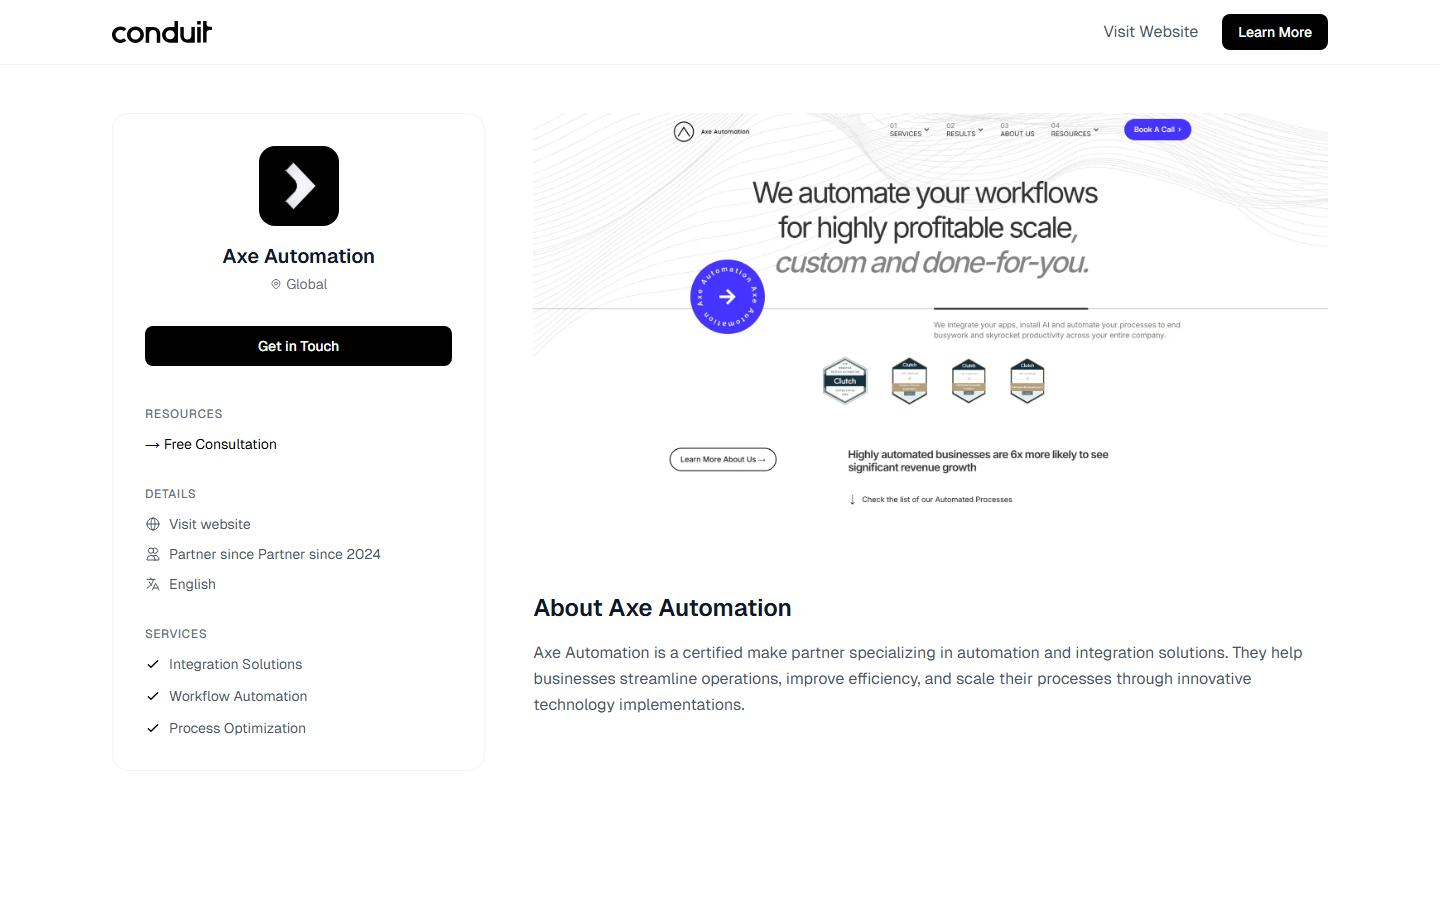 conduit
Visit Website
Learn More
Axe Automation
Global
Get in Touch
RESOURCES
→ Free Consultation
DETAILS
Visit website
Partner since Partner since 2024
English
SERVICES
Integration Solutions
Workflow Automation
Process Optimization
Axe Automation
01
SERVICES
02
RESULTS
03
ABOUT US
04
RESOURCES
Book A Call ›
We automate your workflows
for highly profitable scale,
custom and done-for-you.
Axe Automation Axe Automation
We integrate your apps, install AI and automate your processes to end
busywork and skyrocket productivity across your entire company.
Clutch
Clutch
Clutch
Clutch
Learn More About Us →
Highly automated businesses are 6x more likely to see
significant revenue growth
↓ Check the list of our Automated Processes
About Axe Automation
Axe Automation is a certified make partner specializing in automation and integration solutions. They help
businesses streamline operations, improve efficiency, and scale their processes through innovative
technology implementations.